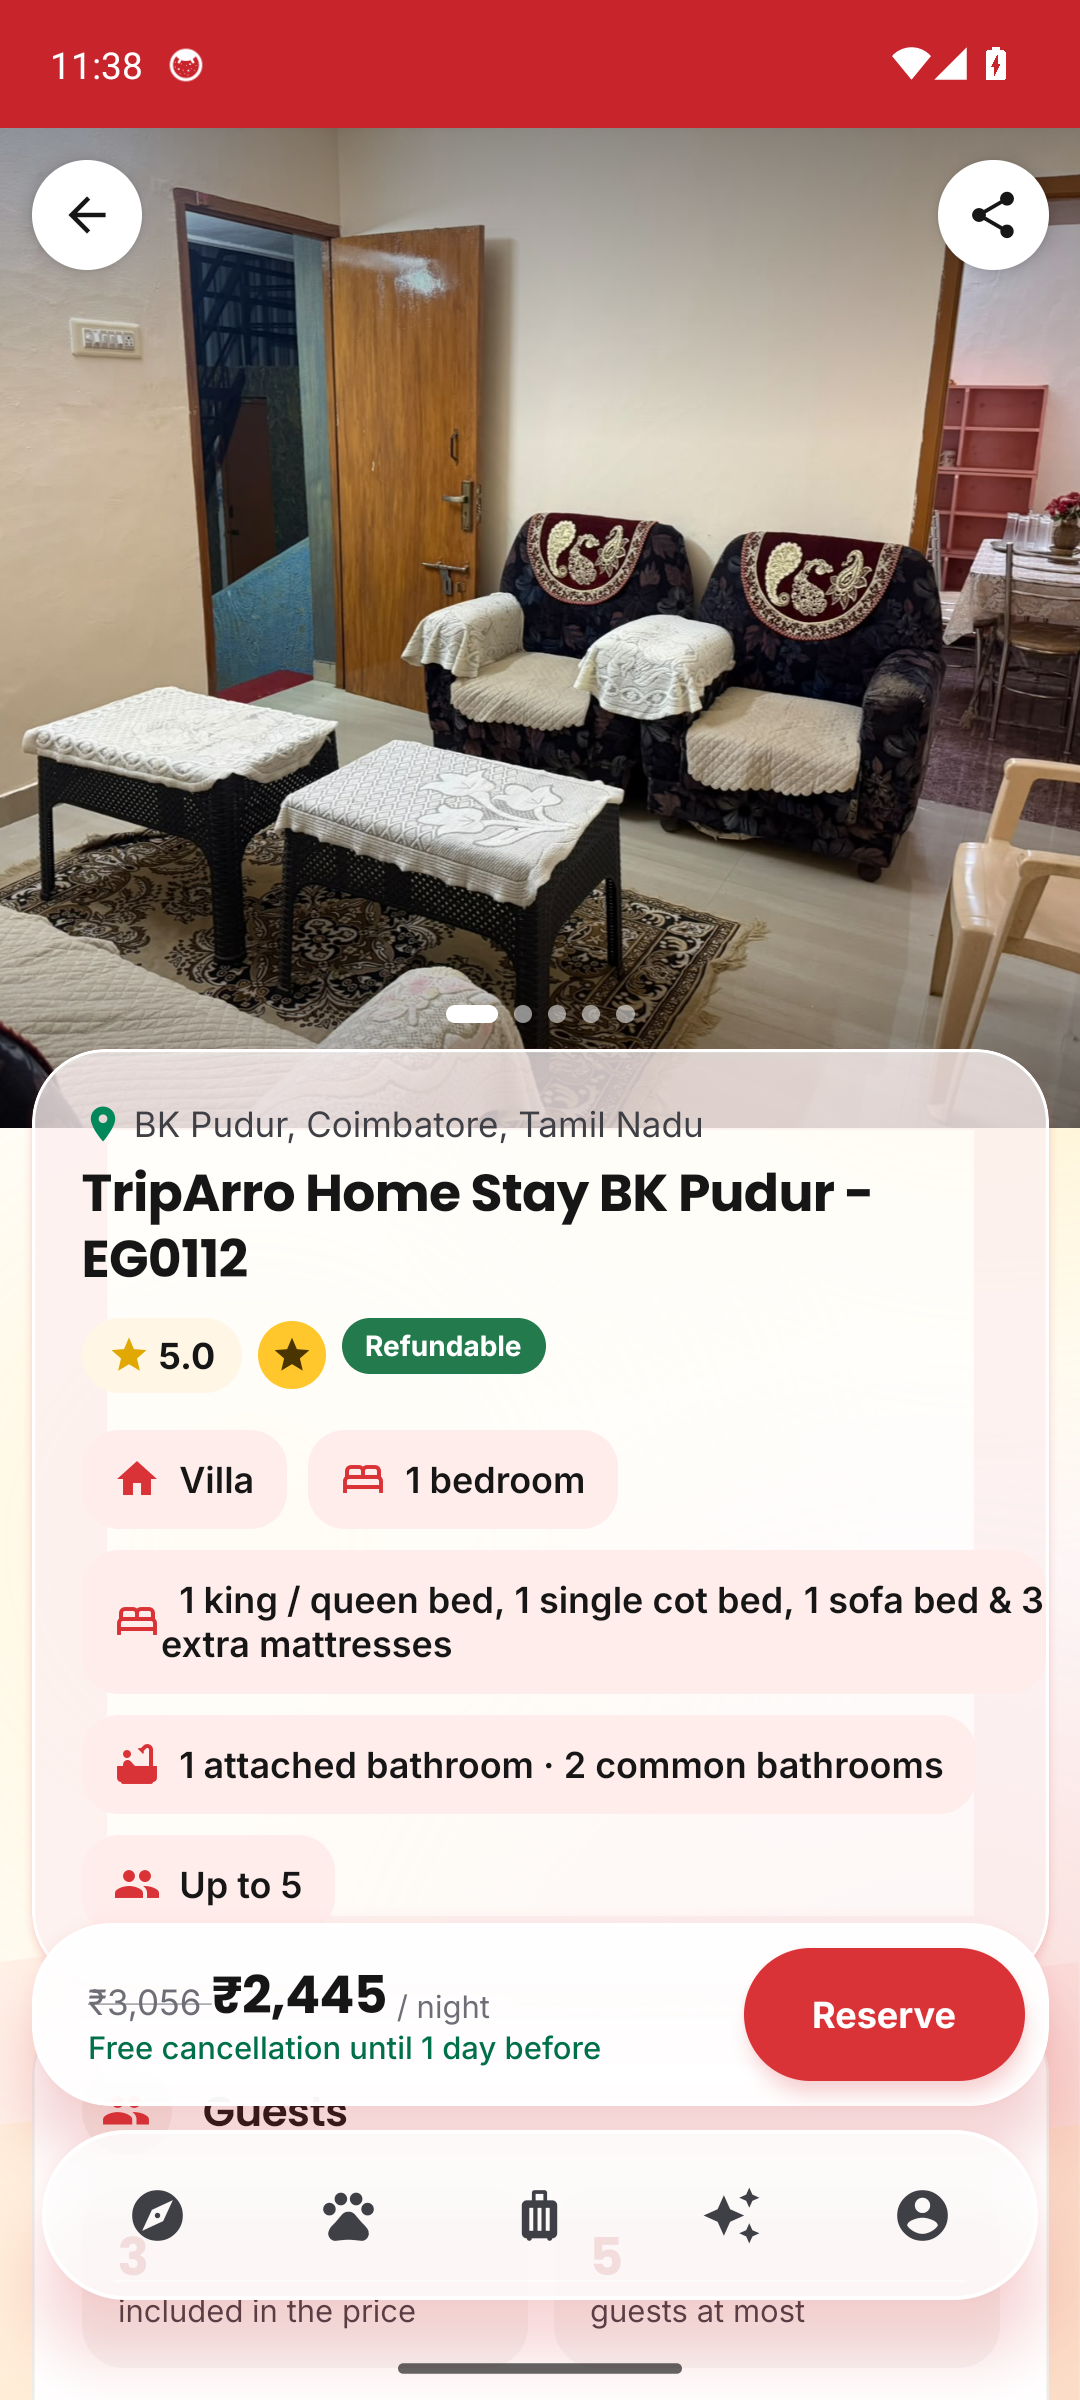 11:38
BK Pudur, Coimbatore, Tamil Nadu
TripArro Home Stay BK Pudur -
EG0112
5.0
Refundable
Villa
1 bedroom
1 king / queen bed, 1 single cot bed, 1 sofa bed & 3
extra mattresses
1 attached bathroom · 2 common bathrooms
Up to 5
₹3,056 ₹2,445 / night
Free cancellation until 1 day before
Reserve
Guests
3
5
included in the price
guests at most